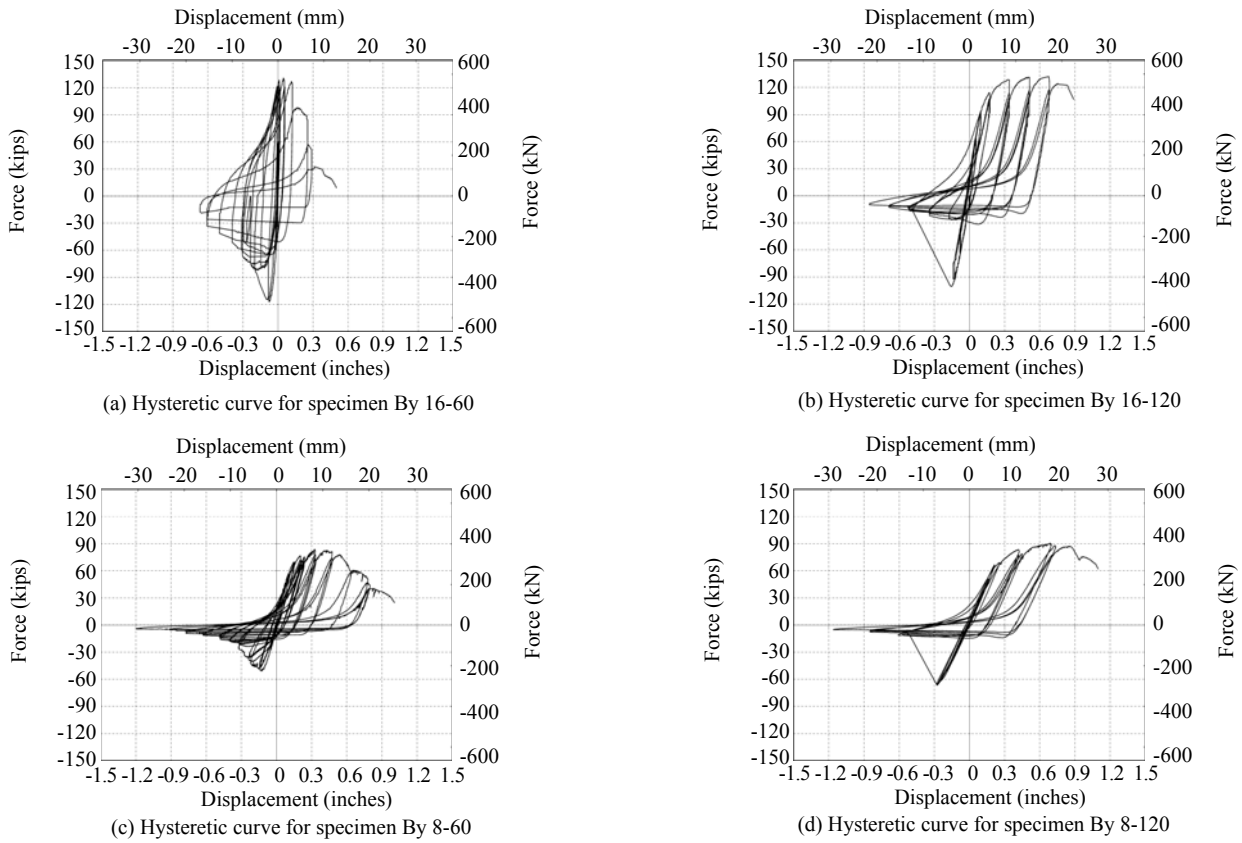 Displacement (mm)
-30 -20 -10 0 10 20 30
150 600
120
90 400
60
30 200
0 0
-30
-60 -200
-90 -400
-120
-150 -600
Force (kips)
Force (kN)
-1.5 -1.2 -0.9 -0.6 -0.3 0 0.3 0.6 0.9 1.2 1.5
Displacement (inches)
(a) Hysteretic curve for specimen By 16-60
Displacement (mm)
-30 -20 -10 0 10 20 30
150 600
120
90 400
60
30 200
0 0
-30
-60 -200
-90 -400
-120
-150 -600
Force (kips)
Force (kN)
-1.5 -1.2 -0.9 -0.6 -0.3 0 0.3 0.6 0.9 1.2 1.5
Displacement (inches)
(b) Hysteretic curve for specimen By 16-120
Displacement (mm)
-30 -20 -10 0 10 20 30
150 600
120
90 400
60
30 200
0 0
-30
-60 -200
-90 -400
-120
-150 -600
Force (kips)
Force (kN)
-1.5 -1.2 -0.9 -0.6 -0.3 0 0.3 0.6 0.9 1.2 1.5
Displacement (inches)
(c) Hysteretic curve for specimen By 8-60
Displacement (mm)
-30 -20 -10 0 10 20 30
150 600
120
90 400
60
30 200
0 0
-30
-60 -200
-90 -400
-120
-150 -600
Force (kips)
Force (kN)
-1.5 -1.2 -0.9 -0.6 -0.3 0 0.3 0.6 0.9 1.2 1.5
Displacement (inches)
(d) Hysteretic curve for specimen By 8-120